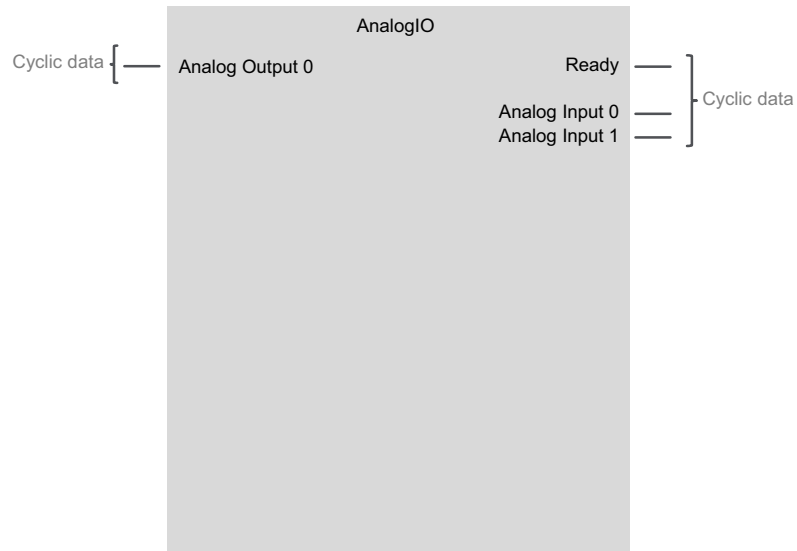 AnalogIO
Cyclic data
Analog Output 0
Ready
Analog Input 0
Analog Input 1
Cyclic data